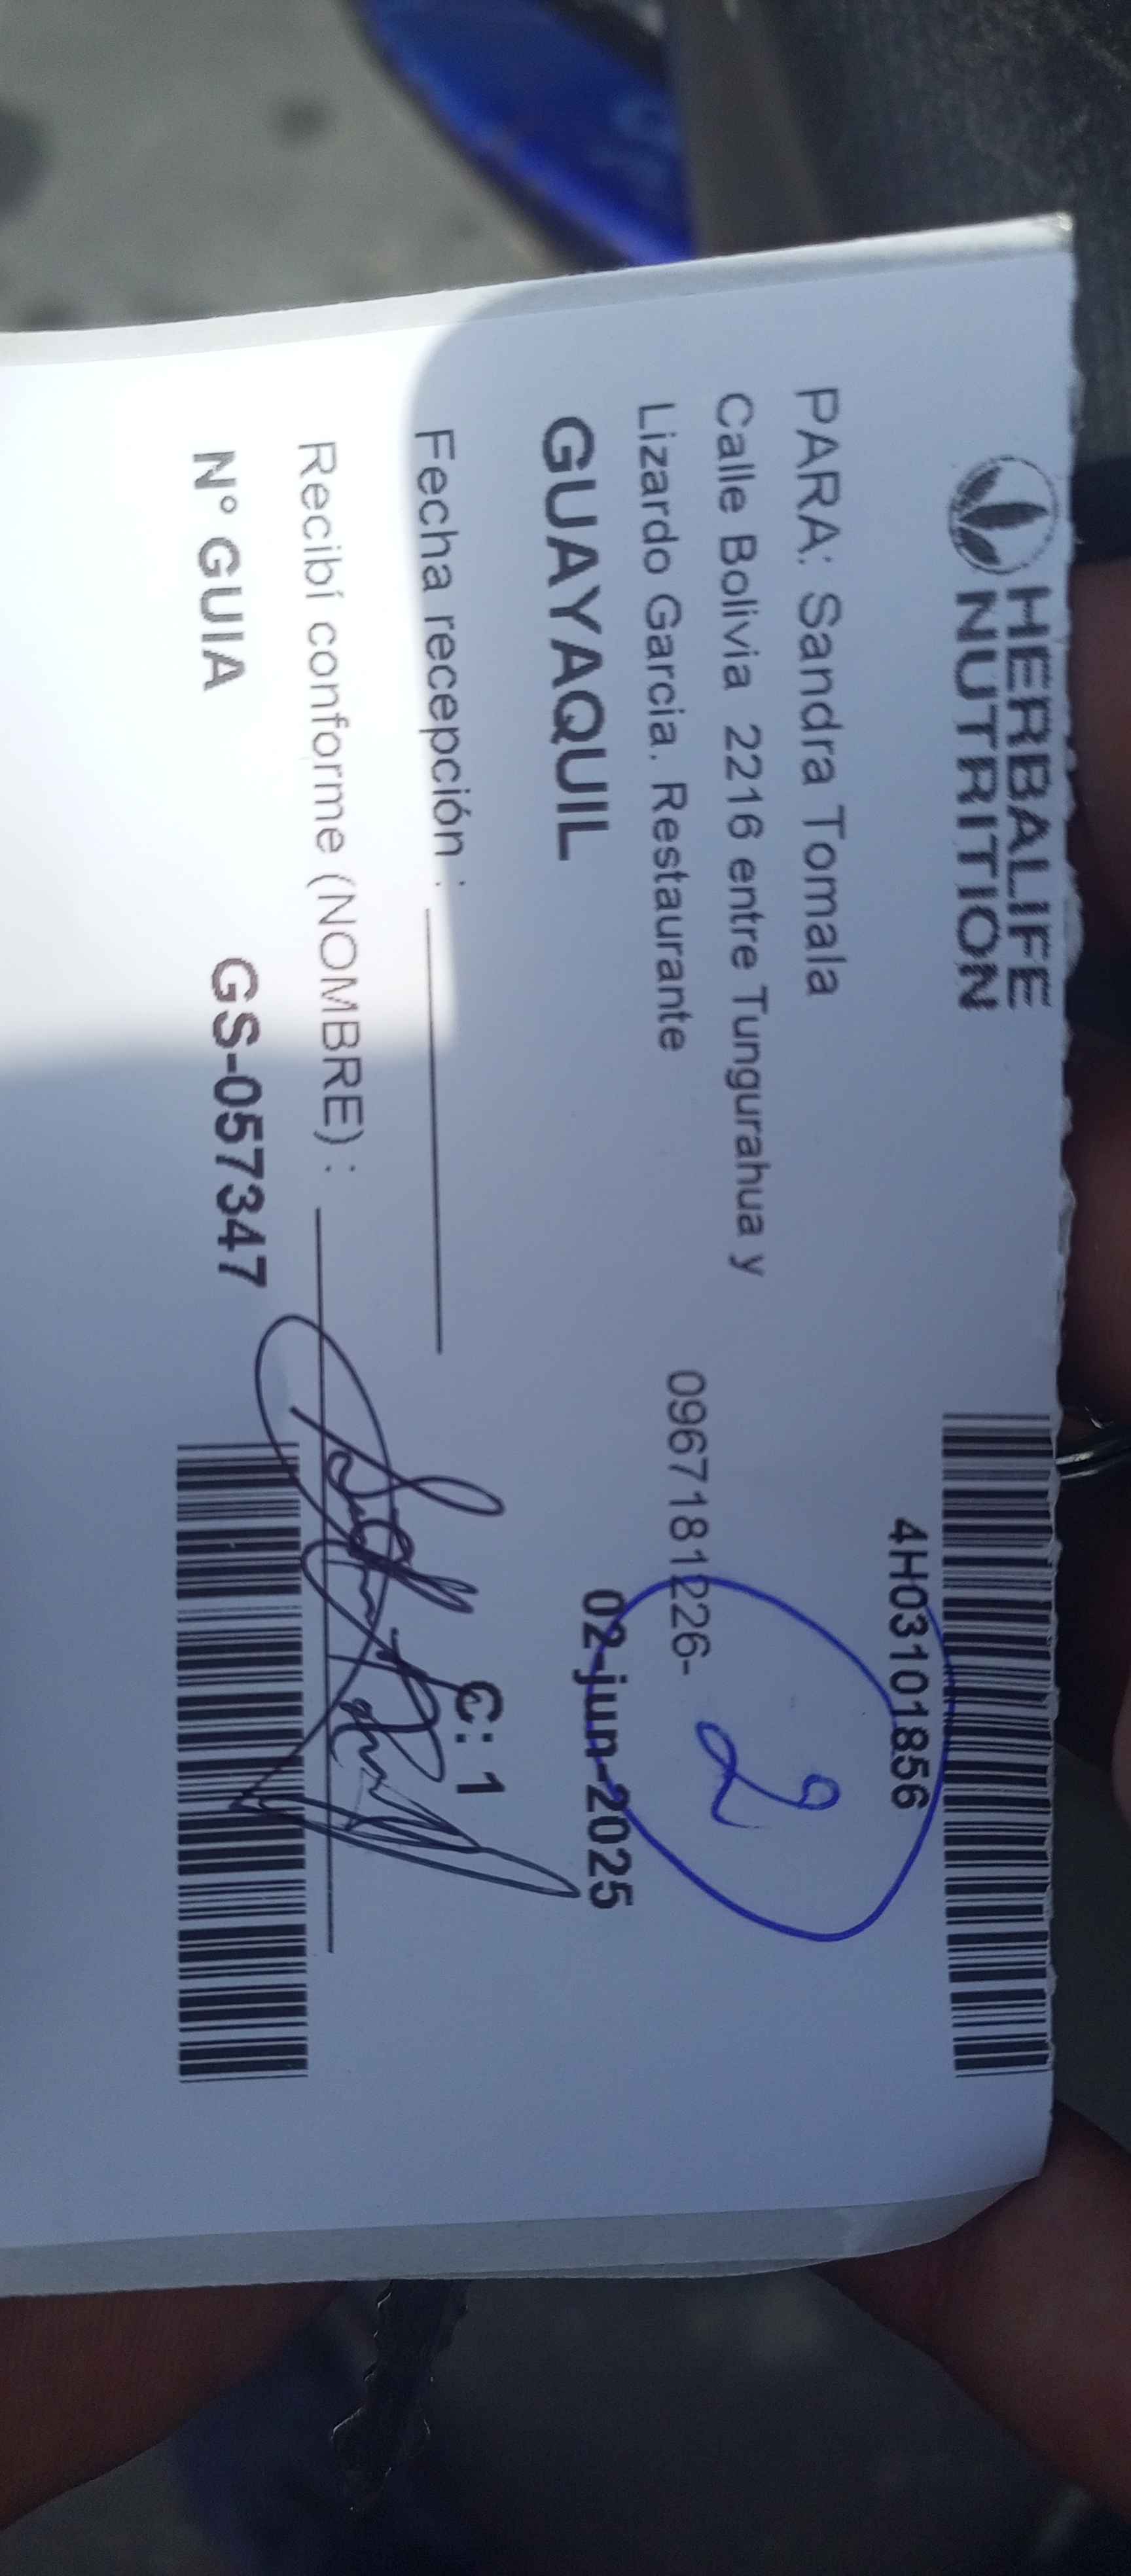 HERBALIFE
NUTRITION
4H03101856
PARA: Sandra Tomala
2
Calle Bolivia 2216 entre Tungurahua y
Lizardo Garcia. Restaurante
0967181226-
GUAYAQUIL
02-jun-2025
Fecha recepción :
C: 1
Recibí conforme (NOMBRE) :
N° GUIA GS-057347